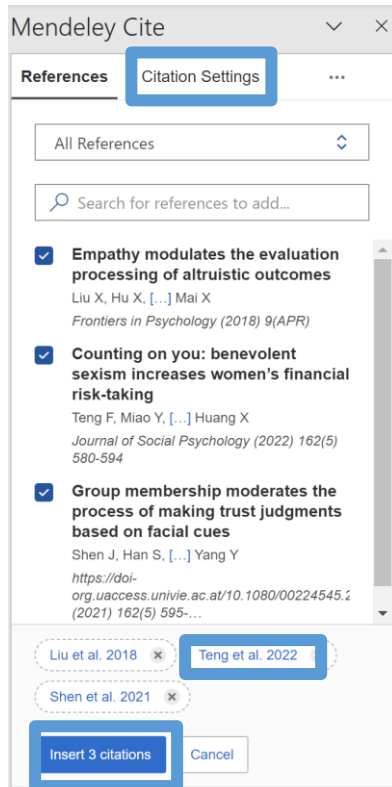 Mendeley Cite
References Citation Settings ...
All References
Search for references to add...
Empathy modulates the evaluation
processing of altruistic outcomes
Liu X, Hu X, [...] Mai X
Frontiers in Psychology (2018) 9(APR)
Counting on you: benevolent
sexism increases women's financial
risk-taking
Teng F, Miao Y, [...] Huang X
Journal of Social Psychology (2022) 162(5)
580-594
Group membership moderates the
process of making trust judgments
based on facial cues
Shen J, Han S, [...] Yang Y
https://doi-
org.uaccess.univie.ac.at/10.1080/00224545.2
(2021) 162(5) 595-...
Liu et al. 2018 Teng et al. 2022
Shen et al. 2021
Insert 3 citations Cancel